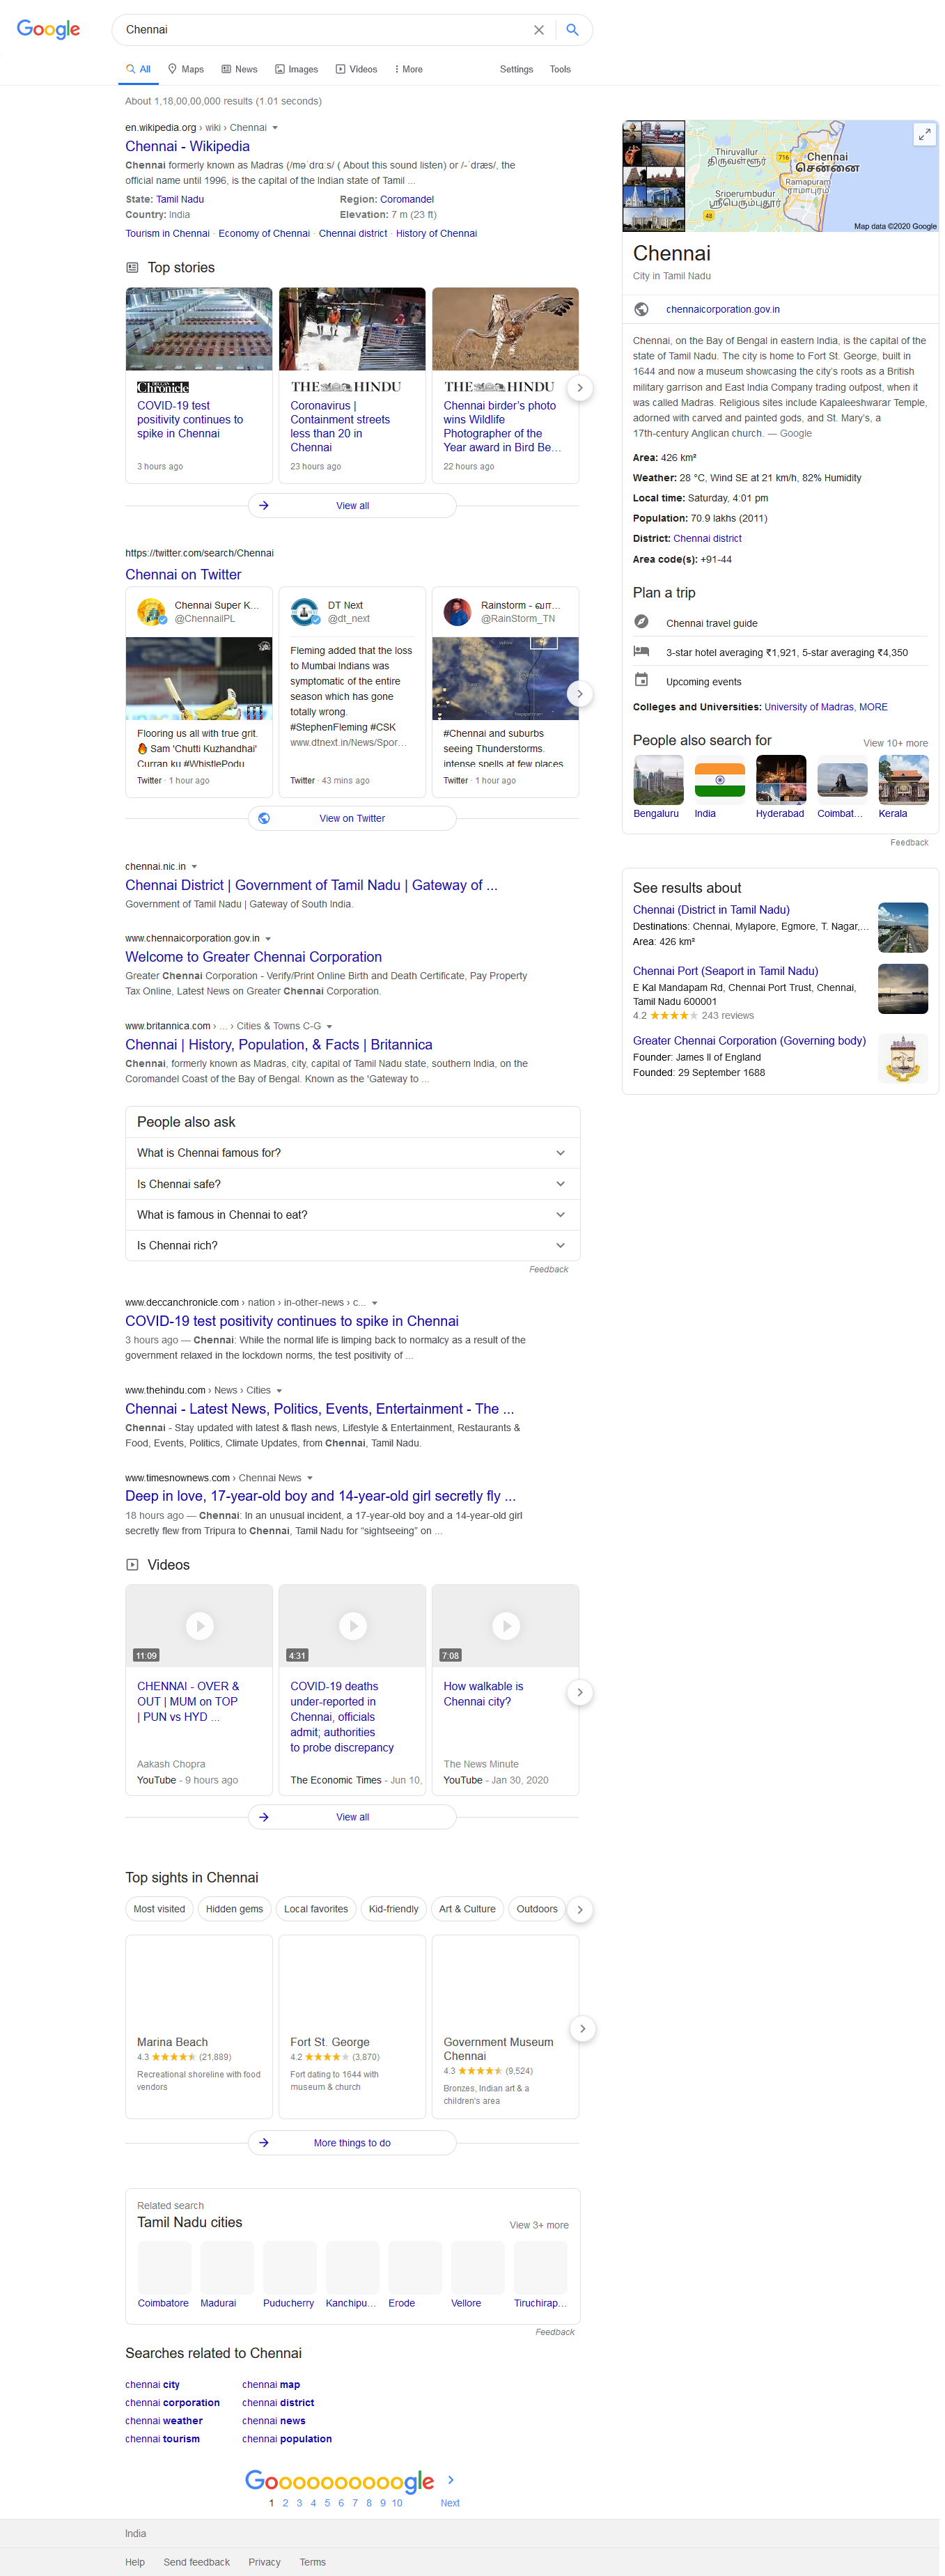 Google
Chennai
All
Maps
News
Images
Videos
More
Settings
Tools
About 1,18,00,00,000 results (1.01 seconds)
en.wikipedia.org › wiki › Chennai
Chennai - Wikipedia
Chennai formerly known as Madras (/məˈdrɑːs/ ( About this sound listen) or /-ˈdræs/, the
official name until 1996, is the capital of the Indian state of Tamil ...
State: Tamil Nadu
Region: Coromandel
Country: India
Elevation: 7 m (23 ft)
Tourism in Chennai · Economy of Chennai · Chennai district · History of Chennai
Top stories
Deccan Chronicle
COVID-19 test
positivity continues to
spike in Chennai
3 hours ago
THE HINDU
Coronavirus |
Containment streets
less than 20 in
Chennai
23 hours ago
THE HINDU
Chennai birder's photo
wins Wildlife
Photographer of the
Year award in Bird Be...
22 hours ago
View all
https://twitter.com/search/Chennai
Chennai on Twitter
Chennai Super K...
@ChennaiIPL
Flooring us all with true grit.
Sam 'Chutti Kuzhandhai'
Curran ku #WhistlePodu
Twitter · 1 hour ago
DT Next
@dt_next
Fleming added that the loss
to Mumbai Indians was
symptomatic of the entire
season which has gone
totally wrong.
#StephenFleming #CSK
www.dtnext.in/News/Spor...
Twitter · 43 mins ago
Rainstorm - வா...
@RainStorm_TN
#Chennai and suburbs
seeing Thunderstorms.
intense spells at few places
Twitter · 1 hour ago
View on Twitter
chennai.nic.in
Chennai District | Government of Tamil Nadu | Gateway of ...
Government of Tamil Nadu | Gateway of South India.
www.chennaicorporation.gov.in
Welcome to Greater Chennai Corporation
Greater Chennai Corporation - Verify/Print Online Birth and Death Certificate, Pay Property
Tax Online, Latest News on Greater Chennai Corporation.
www.britannica.com › ... › Cities & Towns C-G
Chennai | History, Population, & Facts | Britannica
Chennai, formerly known as Madras, city, capital of Tamil Nadu state, southern India, on the
Coromandel Coast of the Bay of Bengal. Known as the 'Gateway to ...
People also ask
What is Chennai famous for?
Is Chennai safe?
What is famous in Chennai to eat?
Is Chennai rich?
Feedback
www.deccanchronicle.com › nation › in-other-news › c...
COVID-19 test positivity continues to spike in Chennai
3 hours ago — Chennai: While the normal life is limping back to normalcy as a result of the
government relaxed in the lockdown norms, the test positivity of ...
www.thehindu.com › News › Cities
Chennai - Latest News, Politics, Events, Entertainment - The ...
Chennai - Stay updated with latest & flash news, Lifestyle & Entertainment, Restaurants &
Food, Events, Politics, Climate Updates, from Chennai, Tamil Nadu.
www.timesnownews.com › Chennai News
Deep in love, 17-year-old boy and 14-year-old girl secretly fly ...
18 hours ago — Chennai: In an unusual incident, a 17-year-old boy and a 14-year-old girl
secretly flew from Tripura to Chennai, Tamil Nadu for “sightseeing” on ...
Videos
11:09
CHENNAI - OVER &
OUT | MUM on TOP
| PUN vs HYD ...
Aakash Chopra
YouTube - 9 hours ago
4:31
COVID-19 deaths
under-reported in
Chennai, officials
admit; authorities
to probe discrepancy
The Economic Times - Jun 10,
7:08
How walkable is
Chennai city?
The News Minute
YouTube - Jan 30, 2020
View all
Top sights in Chennai
Most visited
Hidden gems
Local favorites
Kid-friendly
Art & Culture
Outdoors
Marina Beach
4.3 (21,889)
Recreational shoreline with food
vendors
Fort St. George
4.2 (3,870)
Fort dating to 1644 with
museum & church
Government Museum
Chennai
4.3 (9,524)
Bronzes, Indian art & a
children's area
More things to do
Related search
Tamil Nadu cities
View 3+ more
Coimbatore
Madurai
Puducherry
Kanchipu...
Erode
Vellore
Tiruchirap...
Feedback
Searches related to Chennai
chennai city
chennai map
chennai corporation
chennai district
chennai weather
chennai news
chennai tourism
chennai population
Goooooooooogle
1 2 3 4 5 6 7 8 9 10 Next
India
Help
Send feedback
Privacy
Terms
Thiruvallur
திருவள்ளூர்
716
Chennai
சென்னை
Ramapuram
ராமாபுரம்
Sriperumbudur
ஸ்ரீபெரும்புதூர்
48
Map data ©2020 Google
Chennai
City in Tamil Nadu
chennaicorporation.gov.in
Chennai, on the Bay of Bengal in eastern India, is the capital of the
state of Tamil Nadu. The city is home to Fort St. George, built in
1644 and now a museum showcasing the city's roots as a British
military garrison and East India Company trading outpost, when it
was called Madras. Religious sites include Kapaleeshwarar Temple,
adorned with carved and painted gods, and St. Mary's, a
17th-century Anglican church. — Google
Area: 426 km²
Weather: 28 °C, Wind SE at 21 km/h, 82% Humidity
Local time: Saturday, 4:01 pm
Population: 70.9 lakhs (2011)
District: Chennai district
Area code(s): +91-44
Plan a trip
Chennai travel guide
3-star hotel averaging ₹1,921, 5-star averaging ₹4,350
Upcoming events
Colleges and Universities: University of Madras, MORE
People also search for
View 10+ more
Bengaluru
India
Hyderabad
Coimbat...
Kerala
Feedback
See results about
Chennai (District in Tamil Nadu)
Destinations: Chennai, Mylapore, Egmore, T. Nagar,...
Area: 426 km²
Chennai Port (Seaport in Tamil Nadu)
E Kal Mandapam Rd, Chennai Port Trust, Chennai,
Tamil Nadu 600001
4.2 243 reviews
Greater Chennai Corporation (Governing body)
Founder: James II of England
Founded: 29 September 1688